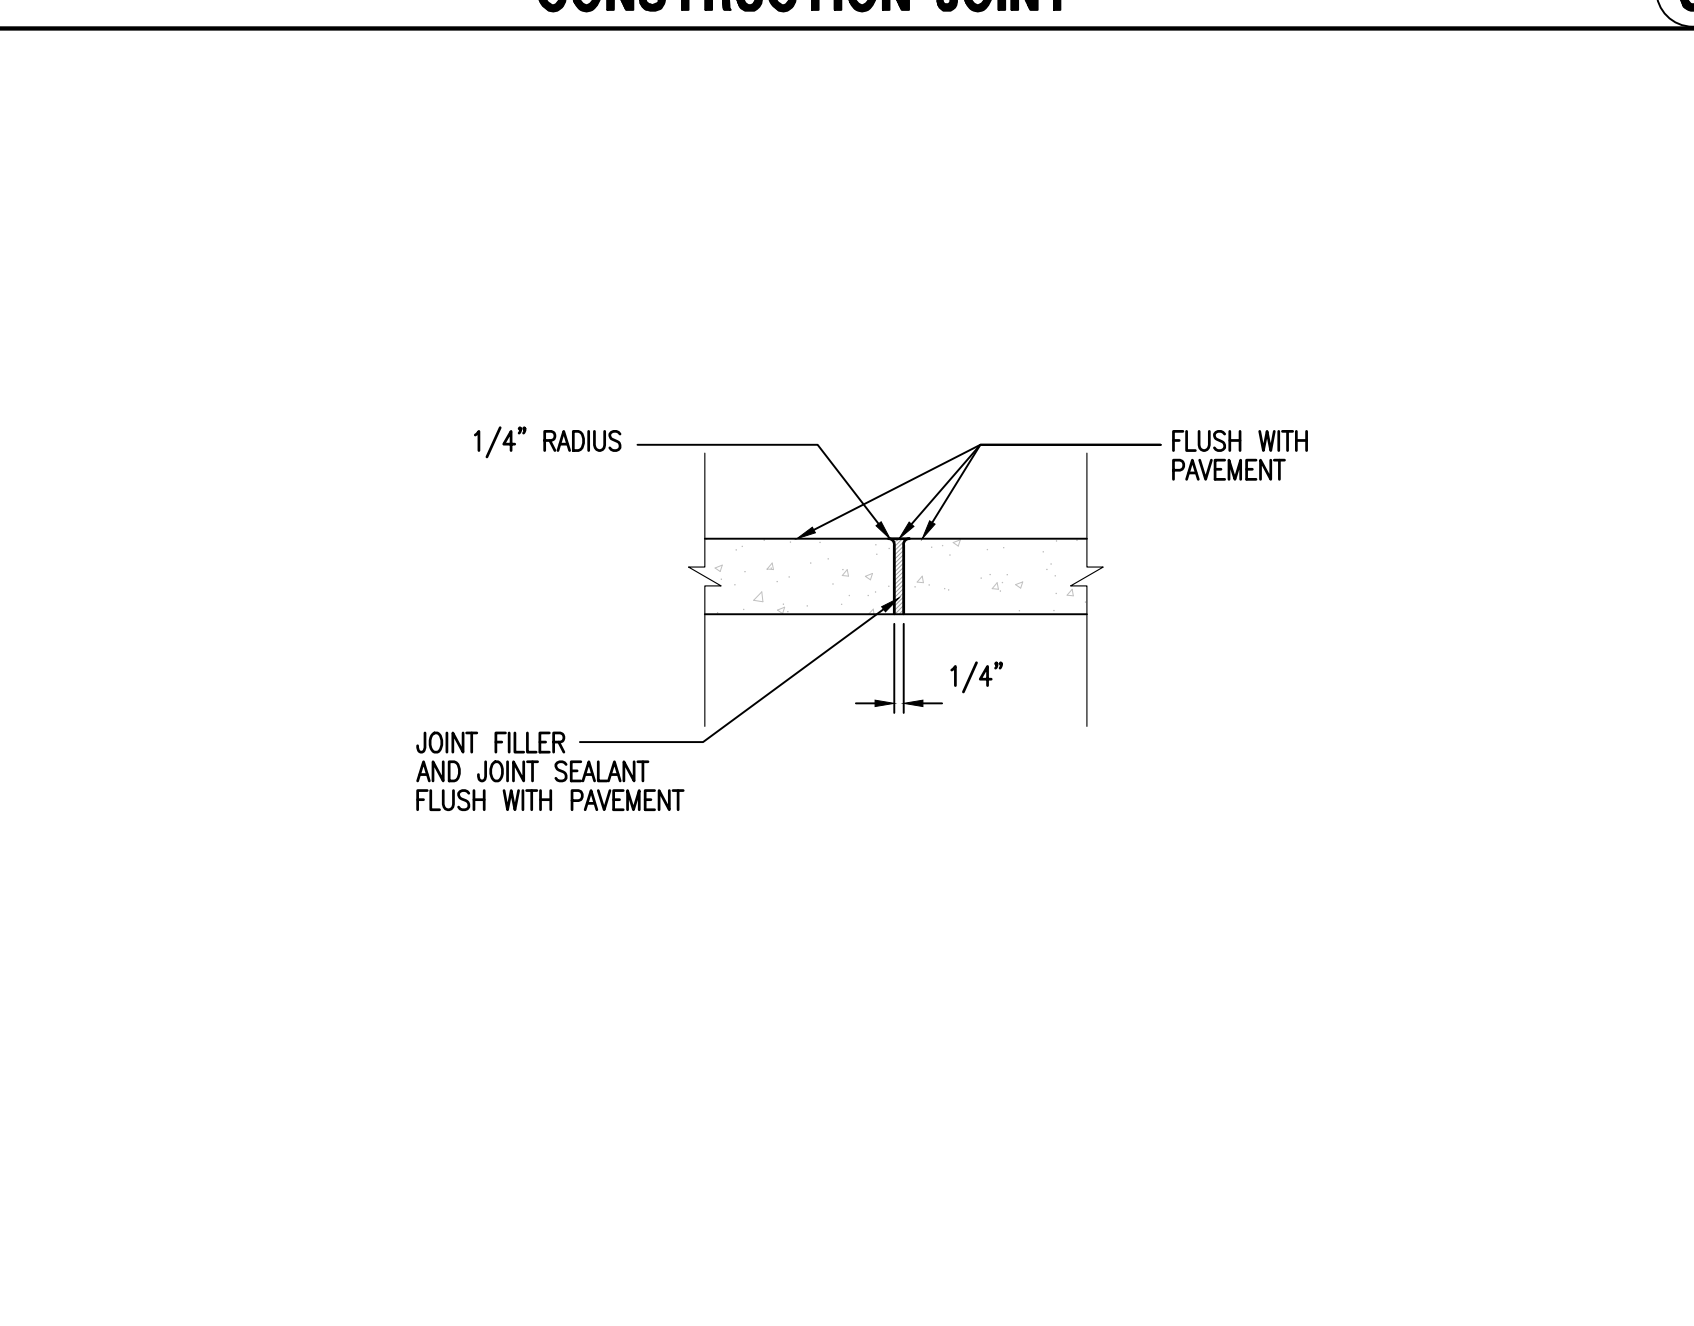 CONSTRUCTION JOINT
1/4" RADIUS
FLUSH WITH
PAVEMENT
1/4"
JOINT FILLER
AND JOINT SEALANT
FLUSH WITH PAVEMENT